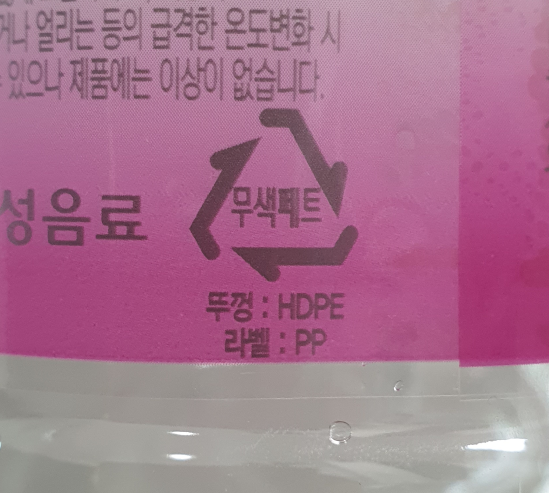 얼리는 등의 급격한 온도변화 시
있으나 제품에는 이상이 없습니다.
무색페트
성음료
뚜껑 : HDPE
라벨 : PP